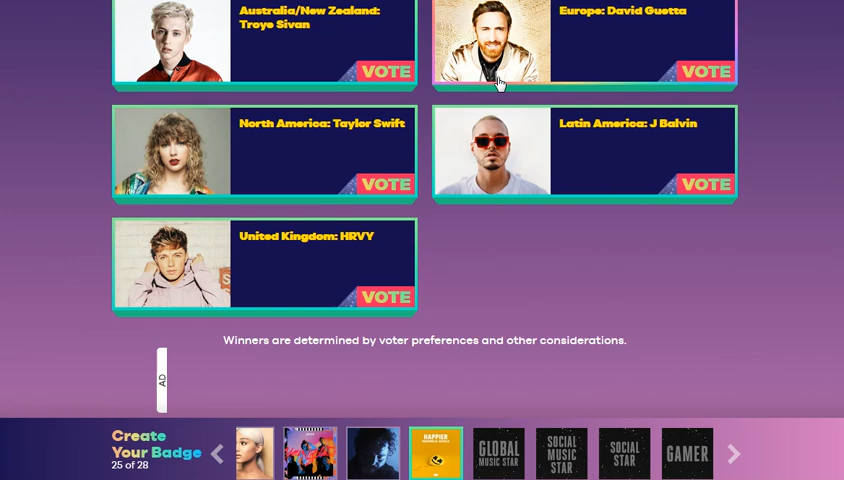 Australia/New Zealand:
Troye Sivan
VOTE
Europe: David Guetta
VOTE
North America: Taylor Swift
VOTE
Latin America: J Balvin
VOTE
United Kingdom: HRVY
VOTE
Winners are determined by voter preferences and other considerations.
AD
Create
Your Badge
25 of 28
HAPPIER
GLOBAL
MUSIC STAR
SOCIAL
MUSIC
STAR
SOCIAL
STAR
GAMER